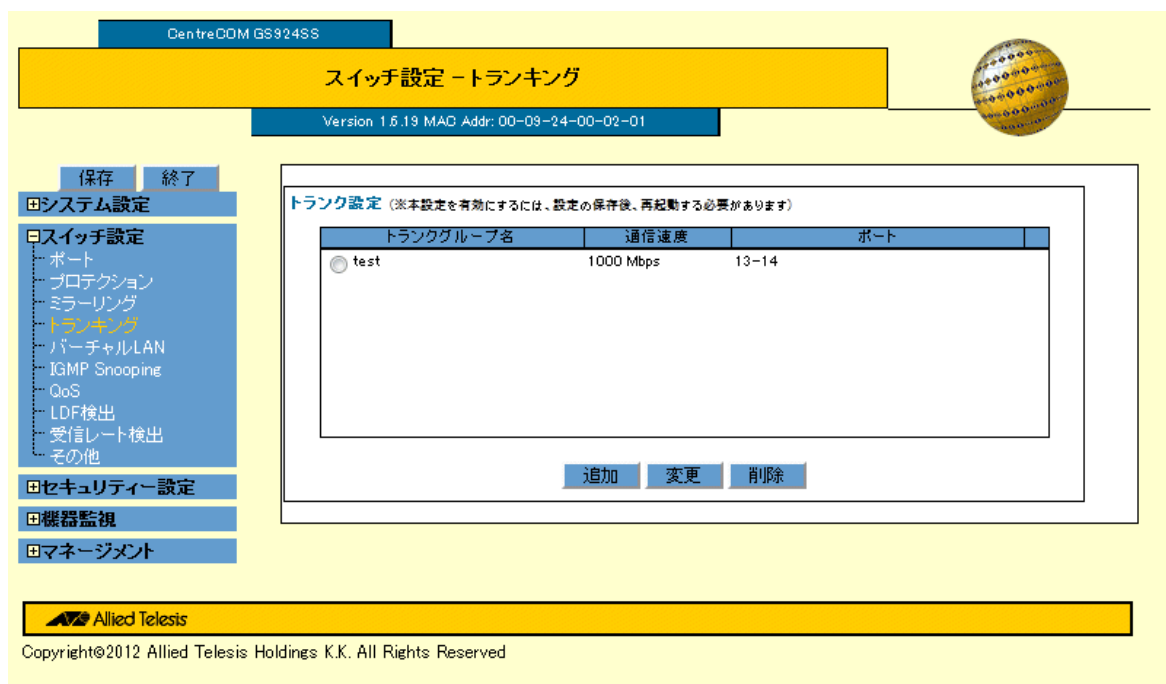 CentreCOM GS924SS
スイッチ設定 －トランキング
Version 1.6.19 MAC Addr: 00-09-24-00-02-01
保存 終了
システム設定
スイッチ設定
ポート
プロテクション
ミラーリング
トランキング
バーチャルLAN
IGMP Snooping
QoS
LDF検出
受信レート検出
その他
セキュリティー設定
機器監視
マネージメント
トランク設定 (※本設定を有効にするには、設定の保存後、再起動する必要があります)
トランクグループ名 通信速度 ポート
test 1000 Mbps 13-14
追加 変更 削除
Allied Telesis
Copyright©2012 Allied Telesis Holdings K.K. All Rights Reserved